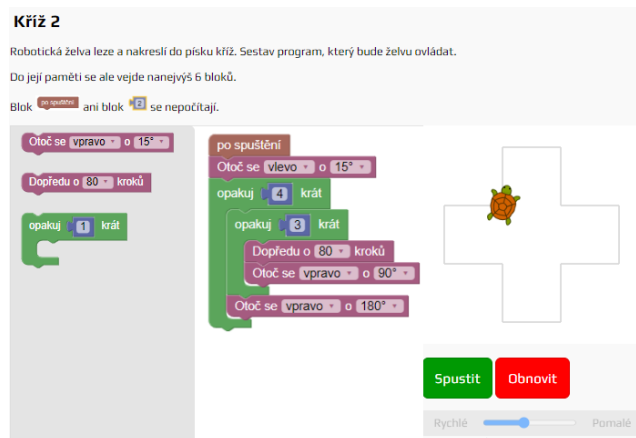 Kříž 2
Robotická želva leze a nakreslí do písku kříž. Sestav program, který bude želvu ovládat.
Do její paměti se ale vejde nanejvýš 6 bloků.
Blok po spuštění ani blok 2 se nepočítají.
Otoč se vpravo o 15°
Dopředu o 80 kroků
opakuj 1 krát
po spuštění
Otoč se vlevo o 15°
opakuj 4 krát
opakuj 3 krát
Dopředu o 80 kroků
Otoč se vpravo o 90°
Otoč se vpravo o 180°
Spustit Obnovit
Rychlé Pomalé